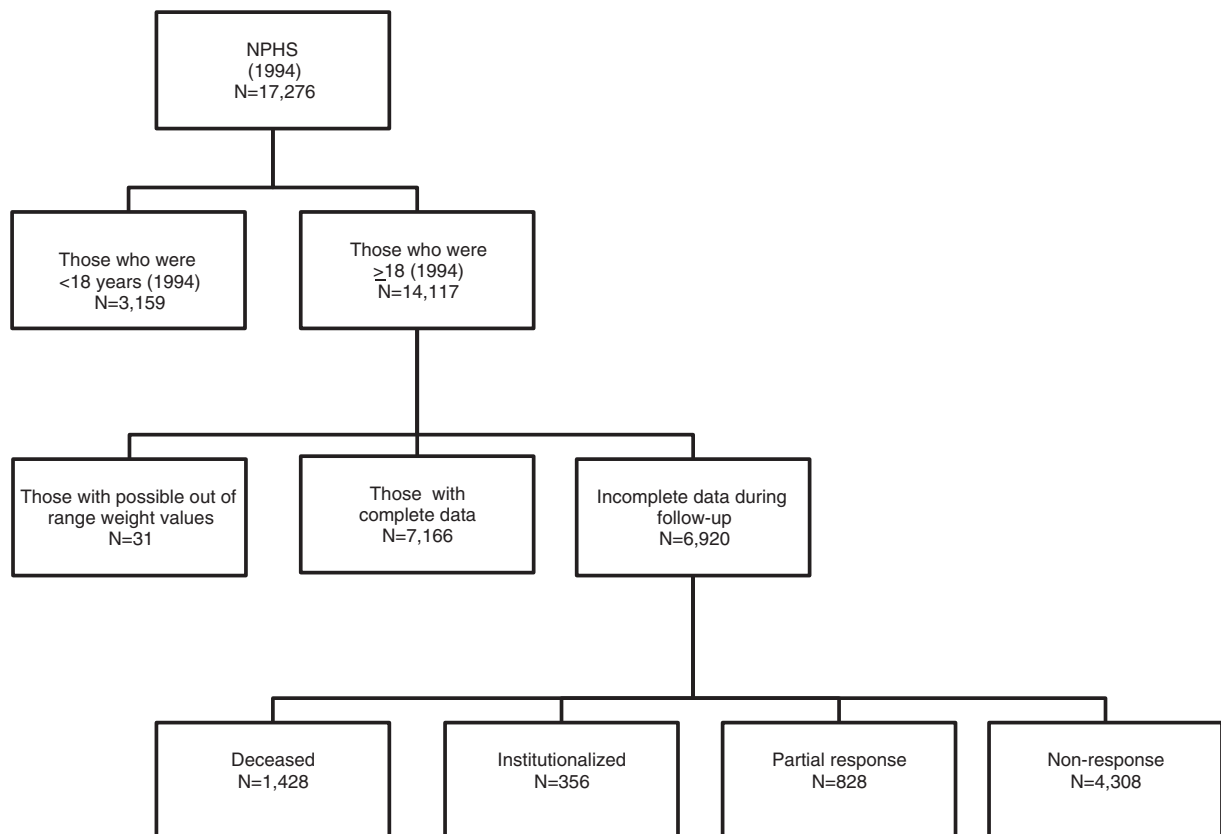 NPHS
(1994)
N=17,276
Those who were
<18 years (1994)
N=3,159
Those who were
≥18 (1994)
N=14,117
Those with possible out of
range weight values
N=31
Those with
complete data
N=7,166
Incomplete data during
follow-up
N=6,920
Deceased
N=1,428
Institutionalized
N=356
Partial response
N=828
Non-response
N=4,308